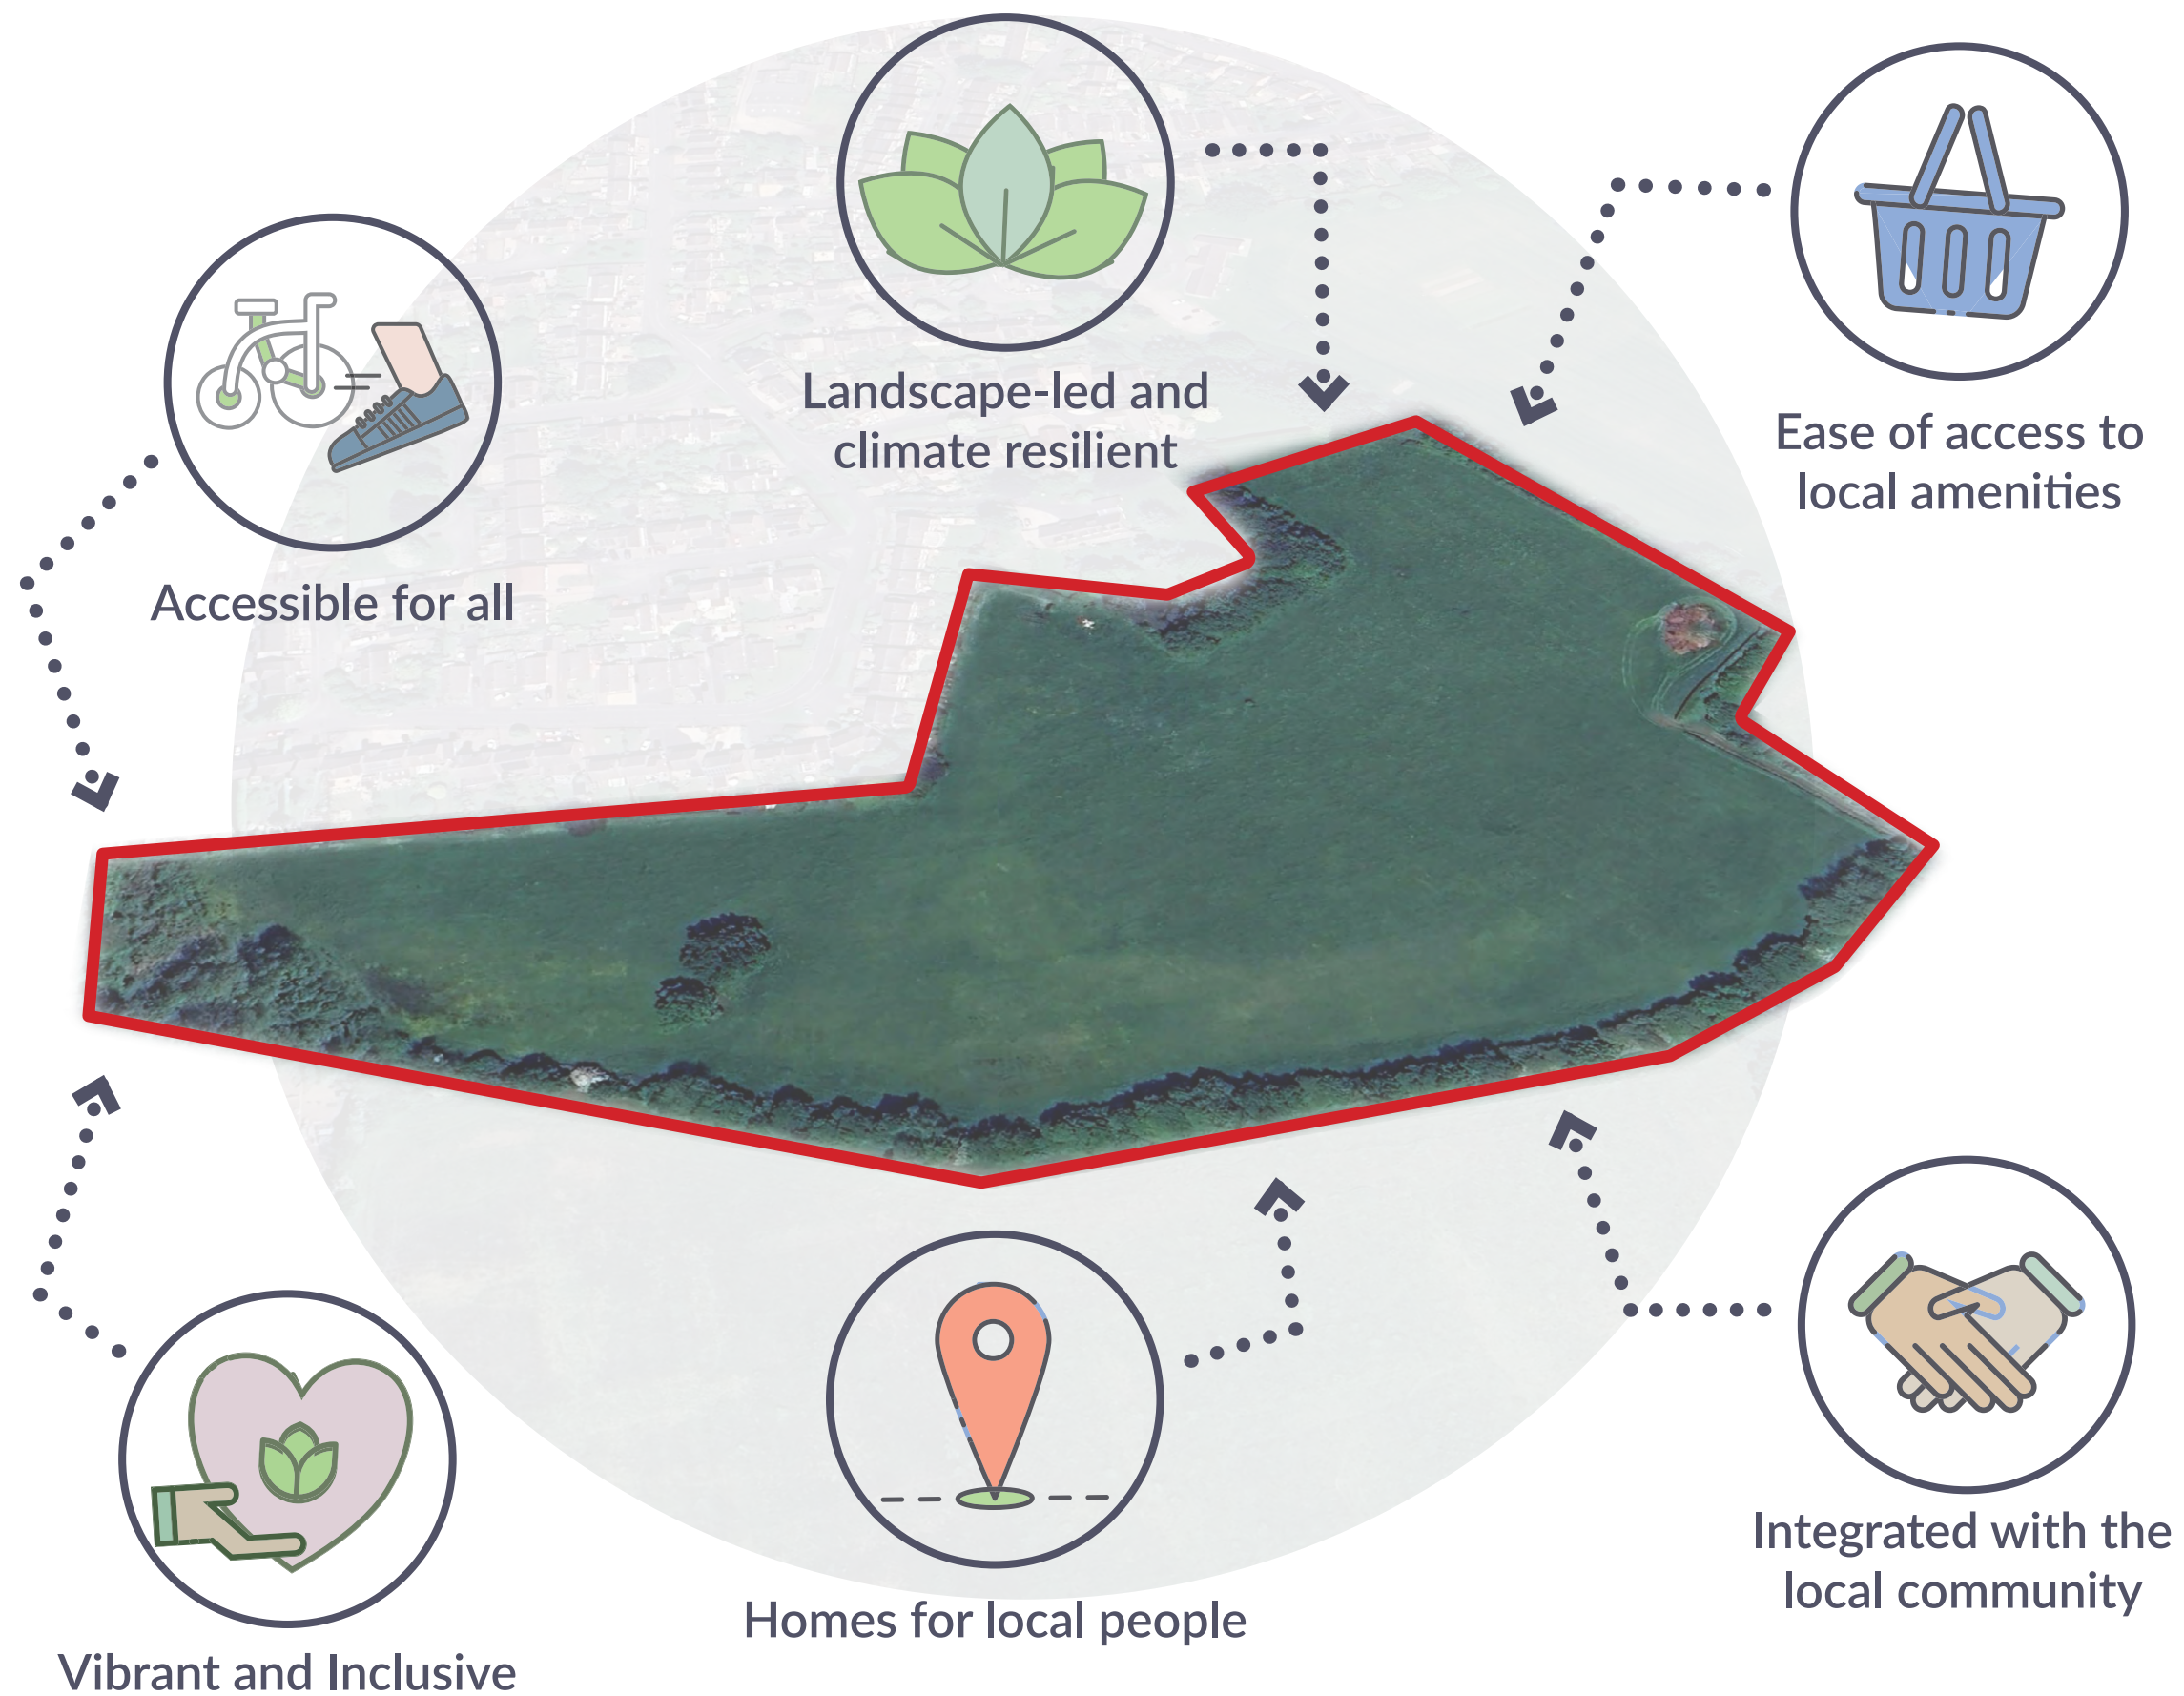 Landscape-led and
climate resilient
Ease of access to
local amenities
Accessible for all
Integrated with the
local community
Homes for local people
Vibrant and Inclusive